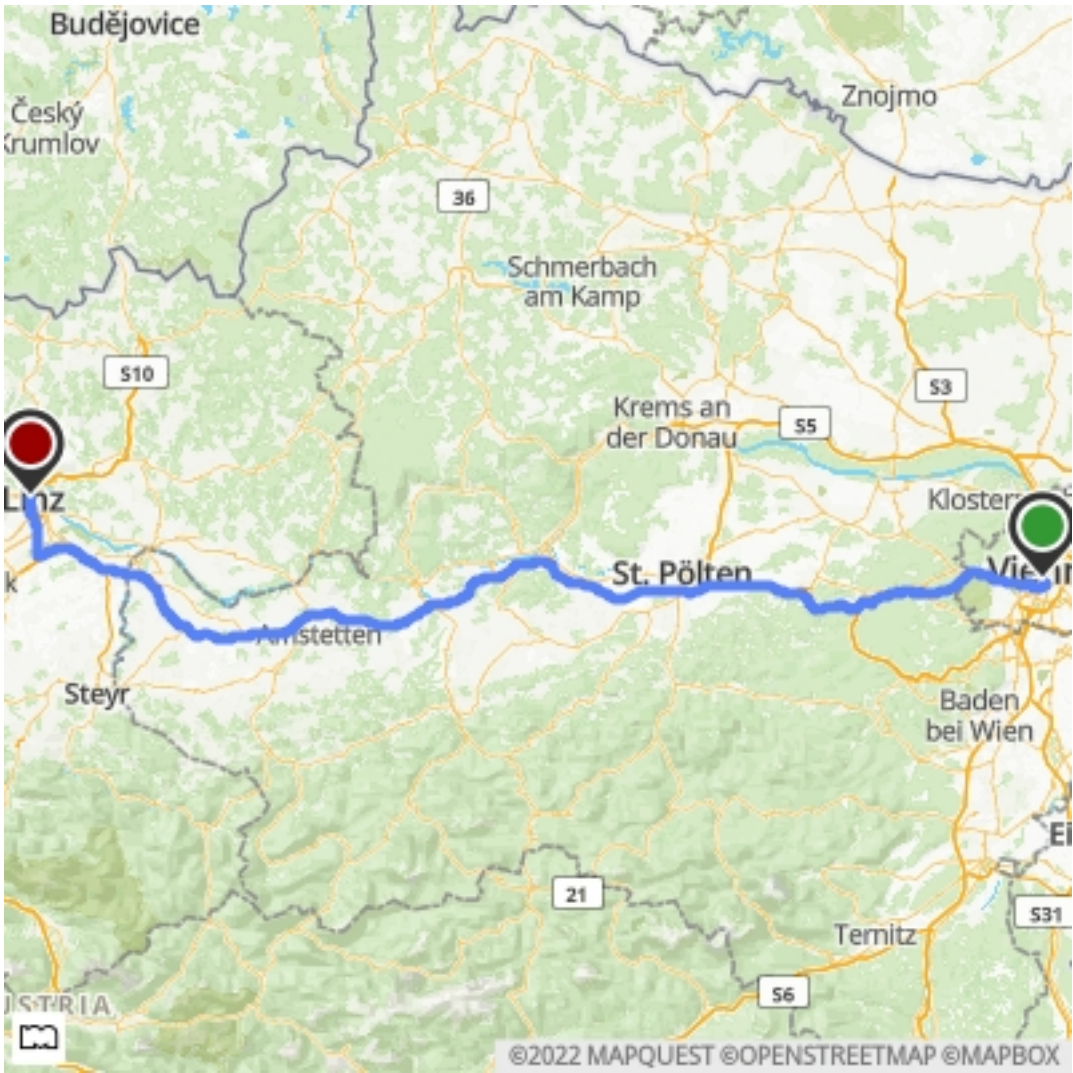 Budějovice
Český
Krumlov
Znojmo
36
Schmerbach
am Kamp
S10
S3
Krems an
der Donau
S5
Linz
St. Pölten
Amstetten
Steyr
Baden
bei Wien
21
S31
Ternitz
S6
©2022 MAPQUEST ©OPENSTREETMAP ©MAPBOX